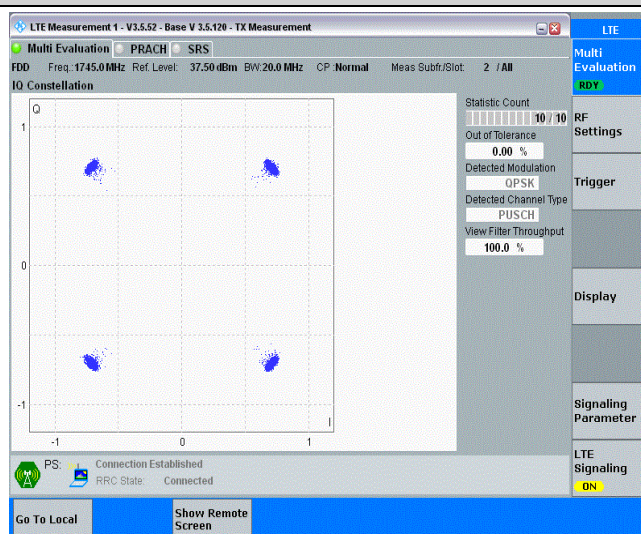 LTE Measurement 1 - V3.5.52 - Base V 3.5.120 - TX Measurement
LTE
Multi Evaluation PRACH SRS
Multi
Evaluation
RDY
FDD Freq.:1745.0 MHz Ref. Level: 37.50 dBm BW:20.0 MHz CP :Normal Meas Subfr./Slot: 2 / All
IQ Constellation
Q
1
0
-1
-1 0 1
I
Statistic Count
10 / 10
Out of Tolerance
0.00 %
Detected Modulation
QPSK
Detected Channel Type
PUSCH
View Filter Throughput
100.0 %
RF
Settings
Trigger
Display
Signaling
Parameter
LTE
Signaling
ON
PS: Connection Established
RRC State: Connected
Go To Local
Show Remote
Screen